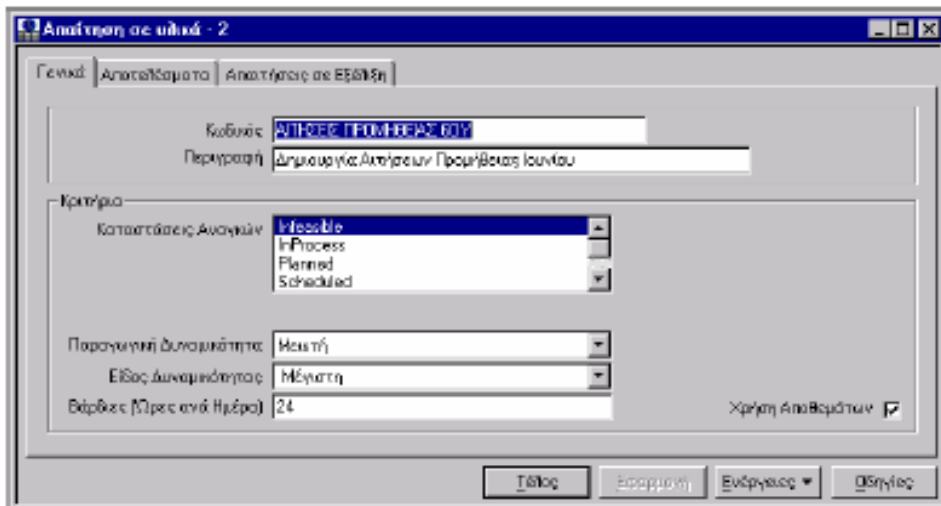 Απαίτηση σε υλικά - 2
Γενικά Αποτελέσματα Απαιτήσεις σε Εξέλιξη
Κωδικός ΑΙΤΗΣΕΙΣ ΠΡΟΜΗΘΕΙΑΣ 6ΟΥ
Περιγραφή Δημιουργία Αιτήσεων Προμήθειας Ιουνίου
Κριτήρια
Καταστάσεις Αναγκών Infeasible
InProcess
Planned
Scheduled
Παραγωγική Δυναμικότητα Μεικτή
Είδος Δυναμικότητας Μέγιστη
Βάρδιες (Ώρες ανά Ημέρα) 24 Χρήση Αποθεμάτων
Τέλος Εφαρμογή Ενέργειες Οδηγίες